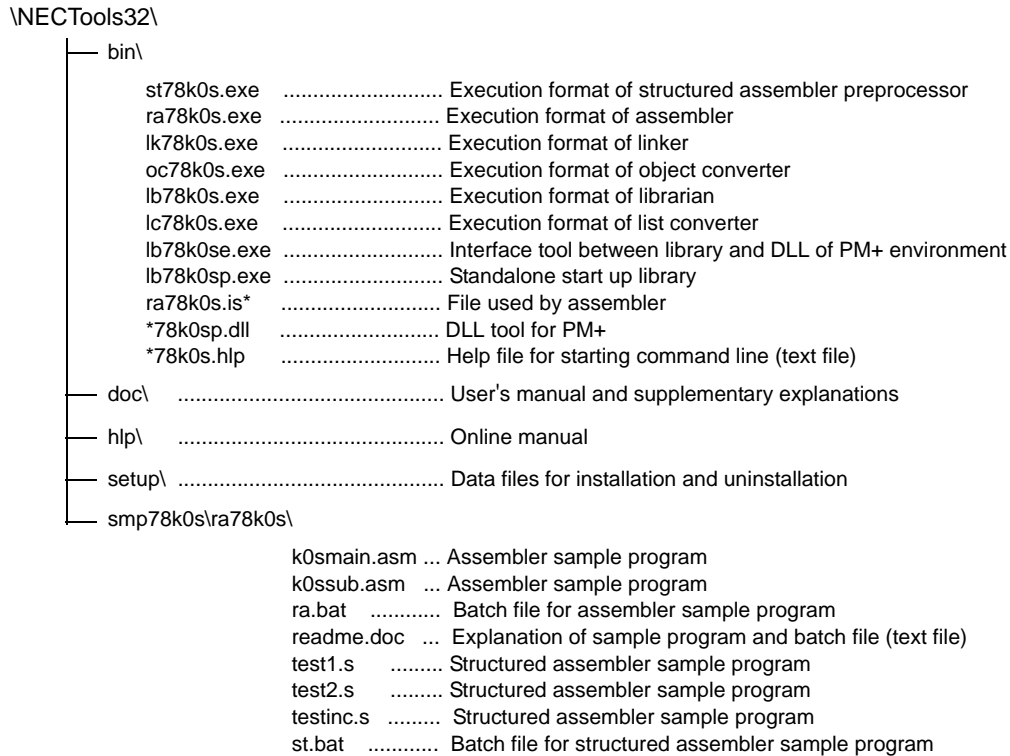 \NECTools32\
bin\
st78k0s.exe ........................... Execution format of structured assembler preprocessor
ra78k0s.exe ........................... Execution format of assembler
lk78k0s.exe ........................... Execution format of linker
oc78k0s.exe ........................... Execution format of object converter
lb78k0s.exe ........................... Execution format of librarian
lc78k0s.exe ........................... Execution format of list converter
lb78k0se.exe ........................... Interface tool between library and DLL of PM+ environment
lb78k0sp.exe ........................... Standalone start up library
ra78k0s.is* ........................... File used by assembler
*78k0sp.dll ........................... DLL tool for PM+
*78k0s.hlp ........................... Help file for starting command line (text file)
doc\ ............................................. User's manual and supplementary explanations
hlp\ ............................................. Online manual
setup\ ............................................. Data files for installation and uninstallation
smp78k0s\ra78k0s\
k0smain.asm ... Assembler sample program
k0ssub.asm ... Assembler sample program
ra.bat ............ Batch file for assembler sample program
readme.doc ... Explanation of sample program and batch file (text file)
test1.s ......... Structured assembler sample program
test2.s ......... Structured assembler sample program
testinc.s ......... Structured assembler sample program
st.bat ............ Batch file for structured assembler sample program